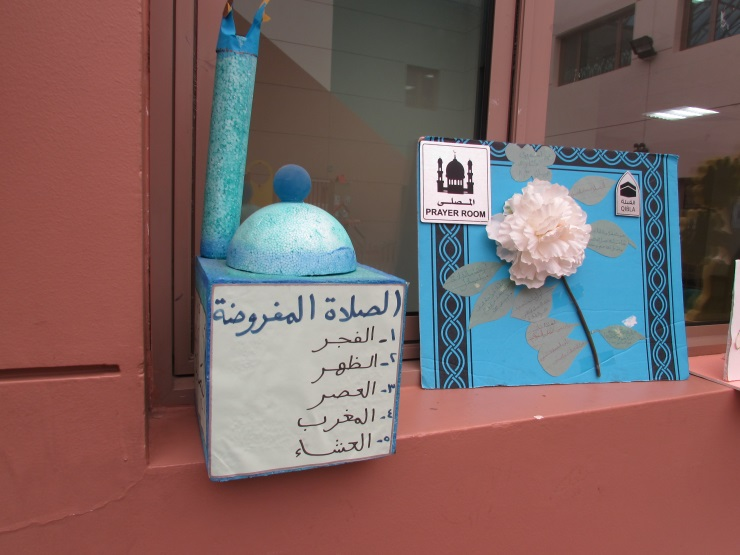 الصلاة المفروضة
١- الفجر
٢- الظهر
٣- العصر
٤- المغرب
٥- العشاء
المصلى
PRAYER ROOM
القبلة
QIBLA